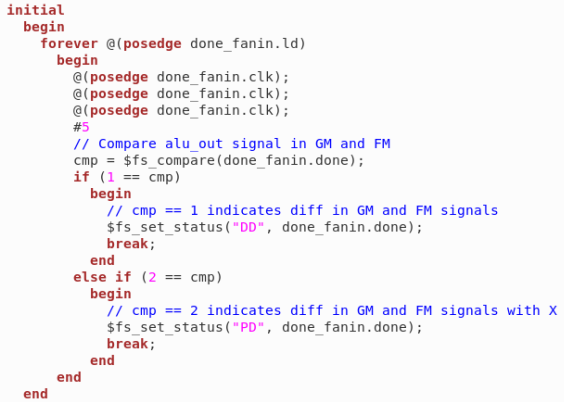 initial
begin
forever @(posedge done_fanin.ld)
begin
@(posedge done_fanin.clk);
@(posedge done_fanin.clk);
@(posedge done_fanin.clk);
#5
// Compare alu_out signal in GM and FM
cmp = $fs_compare(done_fanin.done);
if (1 == cmp)
begin
// cmp == 1 indicates diff in GM and FM signals
$fs_set_status("DD", done_fanin.done);
break;
end
else if (2 == cmp)
begin
// cmp == 2 indicates diff in GM and FM signals with X
$fs_set_status("PD", done_fanin.done);
break;
end
end
end